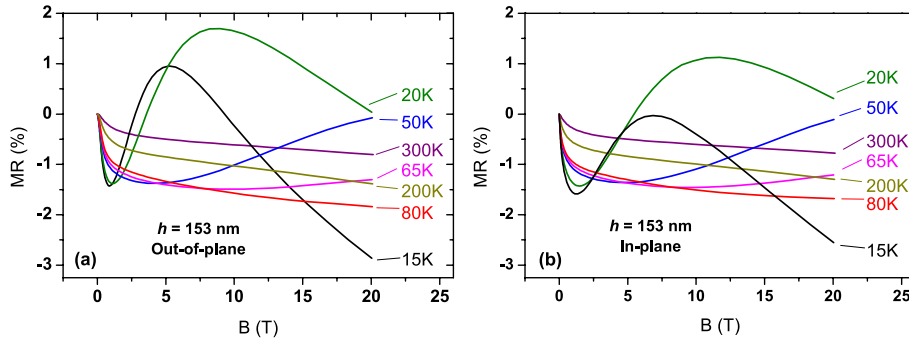 2
1
0
-1
-2
-3
MR (%)
20K
50K
300K
65K
200K
80K
15K
h = 153 nm
Out-of-plane
(a)
0
5
10
15
20
25
B (T)
2
1
0
-1
-2
-3
MR (%)
20K
50K
300K
65K
200K
80K
15K
h = 153 nm
In-plane
(b)
0
5
10
15
20
25
B (T)